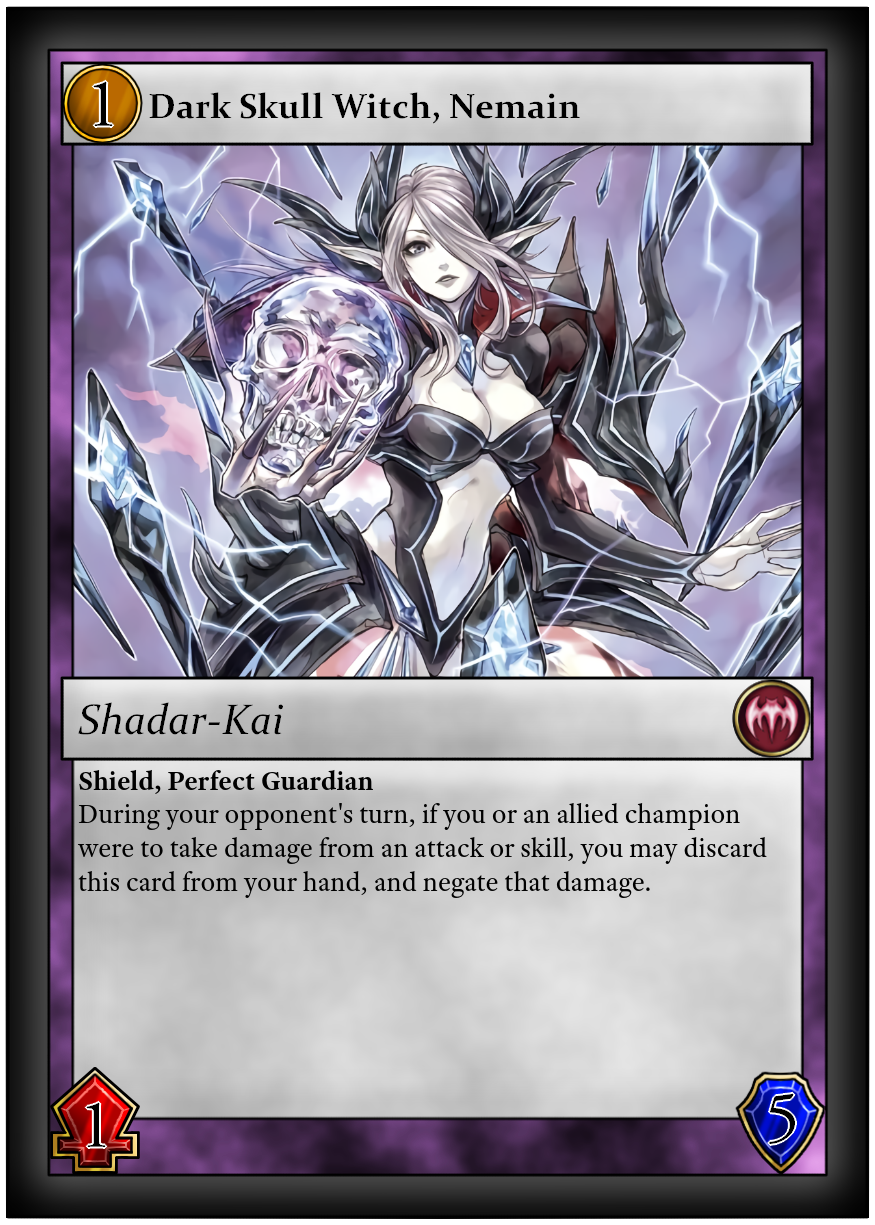 1
Dark Skull Witch, Nemain
Shadar-Kai
Shield, Perfect Guardian
During your opponent's turn, if you or an allied champion
were to take damage from an attack or skill, you may discard
this card from your hand, and negate that damage.
1
5